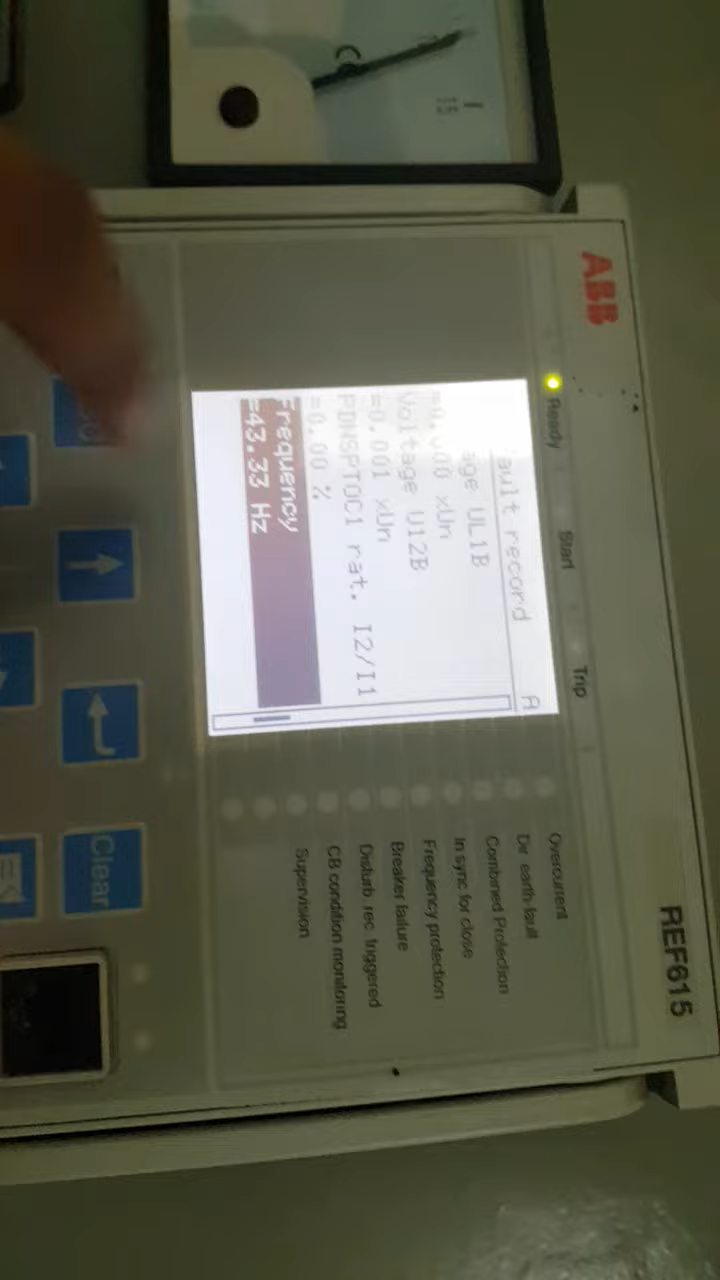 ABB
REF615
Ready
Start
Trip
ault record A
age UL1B
xUn
Voltage U12B
=0.001 xUn
PDNSPTOC1 rat. I2/I1
=0.00 %
Frequency
=43.33 Hz
Overcurrent
Dir. earth-fault
Combined Protection
In sync for close
Frequency protection
Breaker failure
Disturb. rec. triggered
CB condition monitoring
Supervision
Clear